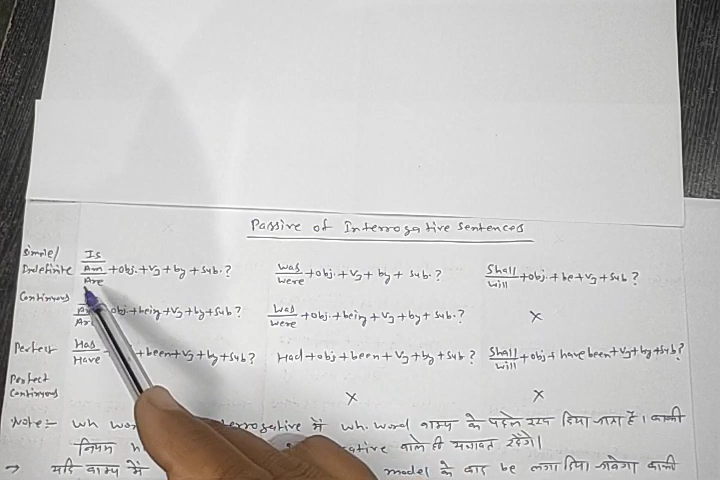 Passive of Interrogative Sentences
Simple/ Indefinite Is/Am/Are +obj.+V3+by+Sub.? Was/Were +obj.+V3+by+Sub.? Shall/Will +obj.+be+V3+Sub?
Continuous obj.+being+V3+by+Sub? Was/Were +obj.+being+V3+by+Sub.? X
Perfect Has/Have been+V3+by+Sub? Had+obj+been+V3+by+Sub? Shall/Will +obj+have been+V3+by+Sub?
Perfect Continuous X X
Note:- Wh में wh. word वाक्य के पहले रख दिया जाता है। बाकी
नियम वाले ही यथावत रहेंगे।
→ यदि वाक्य में model के बाद be लगा दिया जावेगा बाकी